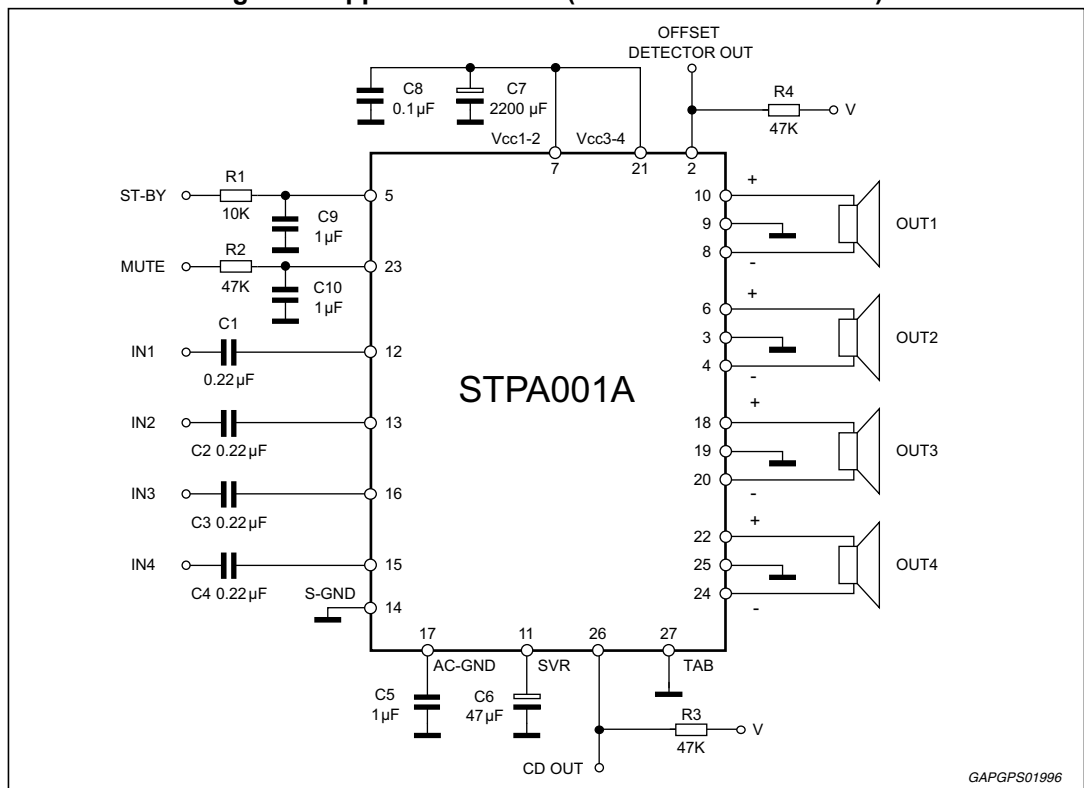 OFFSET
DETECTOR OUT
C8
0.1µF
C7
2200 µF
R4
47K
V
Vcc1-2
Vcc3-4
7
21
2
ST-BY
R1
10K
5
C9
1µF
MUTE
R2
47K
23
C10
1µF
IN1
C1
0.22µF
12
IN2
C2 0.22µF
13
IN3
C3 0.22µF
16
IN4
C4 0.22µF
15
S-GND
14
STPA001A
10
+
9
8
-
OUT1
6
+
3
4
-
OUT2
18
+
19
20
-
OUT3
22
+
25
24
-
OUT4
17
11
26
27
AC-GND
SVR
TAB
C5
1µF
C6
47µF
R3
47K
V
CD OUT
GAPGPS01996